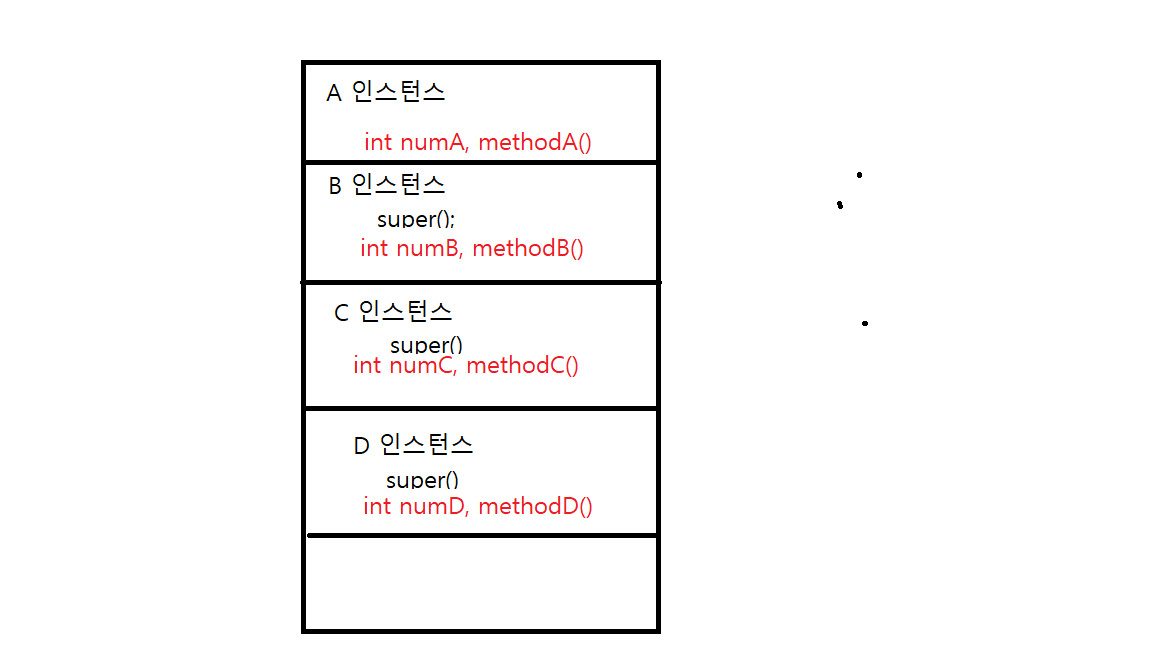 A 인스턴스
int numA, methodA()
B 인스턴스
super();
int numB, methodB()
C 인스턴스
super()
int numC, methodC()
D 인스턴스
super()
int numD, methodD()